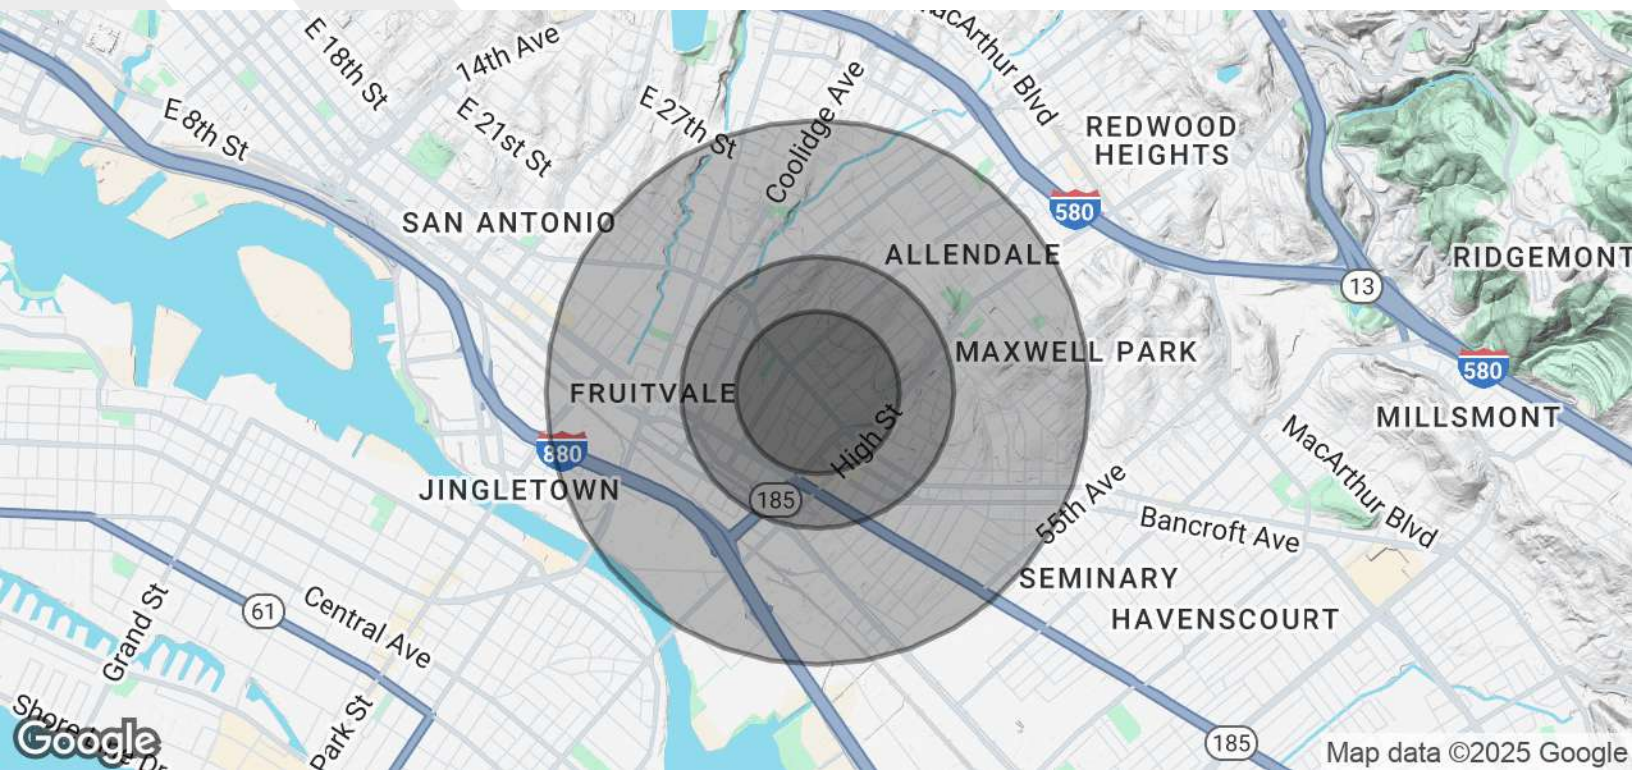 MacArthur Blvd
E 18th St
14th Ave
E 8th St
E 21st St
E 27th St
Coolidge Ave
REDWOOD
HEIGHTS
580
SAN ANTONIO
ALLENDALE
RIDGEMONT
13
MAXWELL PARK
580
FRUITVALE
MILLSMONT
High St
880
JINGLETOWN
185
55th Ave
Bancroft Ave
MacArthur Blvd
SEMINARY
HAVENSCOURT
61
Central Ave
Grand St
Park St
Google
185
Map data ©2025 Google